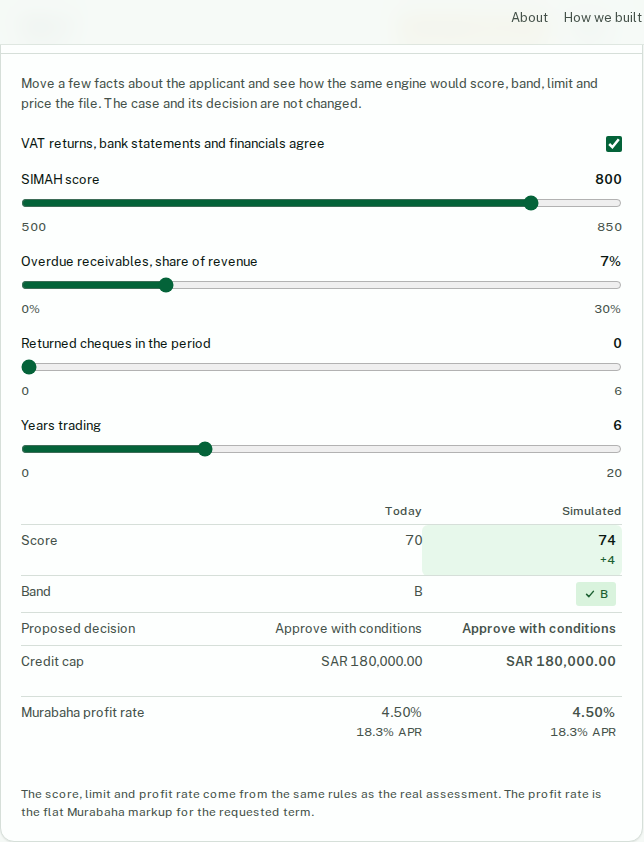 About How we built
Move a few facts about the applicant and see how the same engine would score, band, limit and
price the file. The case and its decision are not changed.
VAT returns, bank statements and financials agree
SIMAH score 800
500 850
Overdue receivables, share of revenue 7%
0% 30%
Returned cheques in the period 0
0 6
Years trading 6
0 20
Today Simulated
Score 70 74
+4
Band B B
Proposed decision Approve with conditions Approve with conditions
Credit cap SAR 180,000.00 SAR 180,000.00
Murabaha profit rate 4.50% 4.50%
18.3% APR 18.3% APR
The score, limit and profit rate come from the same rules as the real assessment. The profit rate is
the flat Murabaha markup for the requested term.